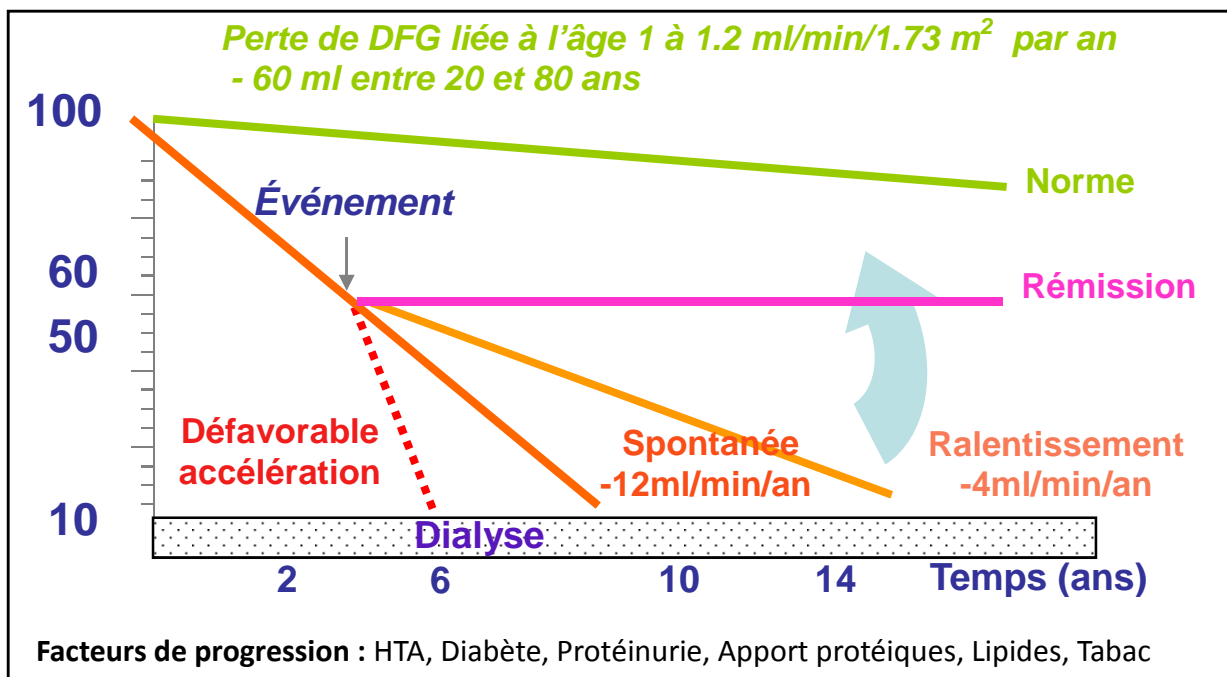 Perte de DFG liée à l'âge 1 à 1.2 ml/min/1.73 m² par an
- 60 ml entre 20 et 80 ans
100
Événement
Norme
60
Rémission
50
Défavorable
accélération
Spontanée
-12ml/min/an
Ralentissement
-4ml/min/an
10
Dialyse
2 6 10 14 Temps (ans)
Facteurs de progression : HTA, Diabète, Protéinurie, Apport protéiques, Lipides, Tabac